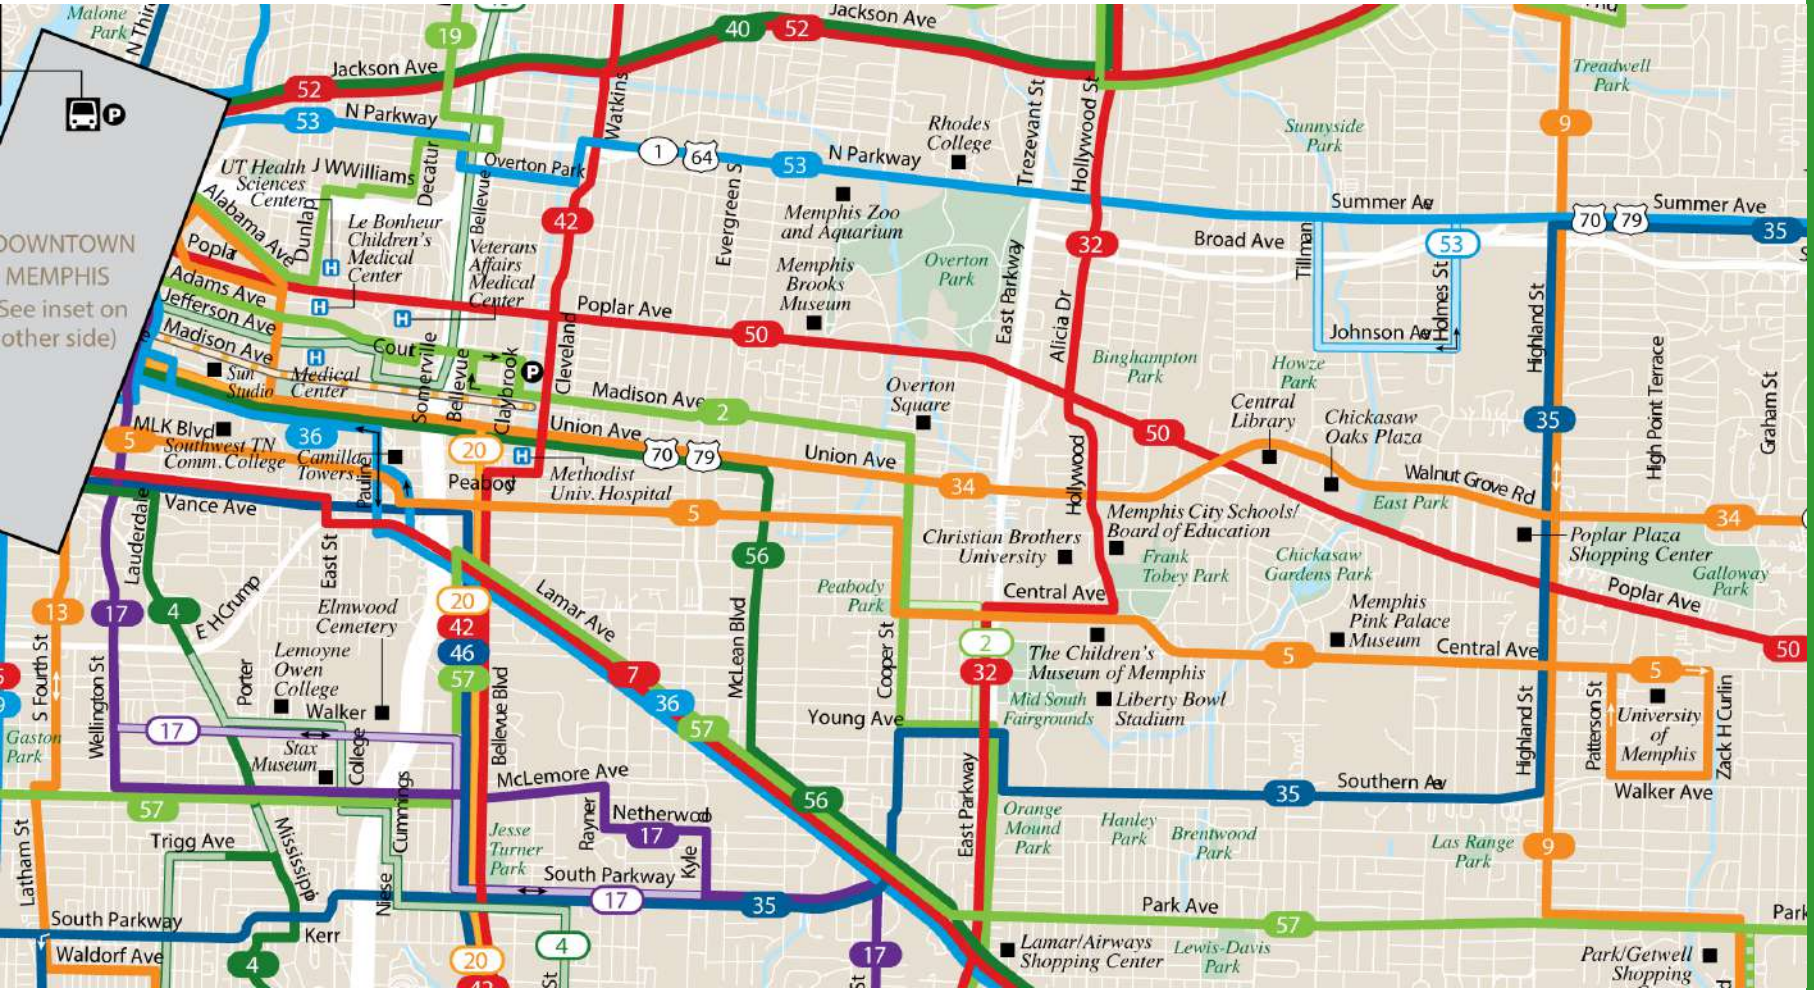 Malone
Park
N Thir
19
40
52
Jackson Ave
Jackson Ave
52
53
N Parkway
Watkins
Treadwell
Park
9
Sunnyside
Park
Rhodes
College
Trezevant St
Hollywood St
UT Health
Sciences
Center
J WWilliams
Decatur
Overton Park
1
64
53
N Parkway
Bellevue
Evergreen S
Memphis Zoo
and Aquarium
42
Alabama Ave
Dunlap
Le Bonheur
Children's
Medical
Center
Veterans
Affairs
Medical
Center
Summer Ave
70
79
Summer Ave
35
Broad Ave
Tillman
53
Holmes St
Johnson Av
32
DOWNTOWN
MEMPHIS
See inset on
other side)
Popla
Adams Ave
Jefferson Ave
Madison Ave
H
H
H
H
Memphis
Brooks
Museum
Overton
Park
East Parkway
Alicia Dr
Highland St
High Point Terrace
Graham St
Poplar Ave
50
Cleveland
Cout
Somerville
Bellevue
Claybrook
P
P
Sun
Studio
Medical
Center
Binghampton
Park
Howze
Park
Central
Library
Chickasaw
Oaks Plaza
35
Overton
Square
Madison Ave
2
MLK Blvd
5
Southwest TN
Comm.College
36
Camilla
Towers
Pauline
20
Union Ave
70
79
Union Ave
34
50
Walnut Grove Rd
East Park
34
H
Methodist
Univ. Hospital
Peabody
Vance Ave
5
Hollywood
Memphis City Schools/
Board of Education
Christian Brothers
University
Frank
Tobey Park
Chickasaw
Gardens Park
Poplar Plaza
Shopping Center
Galloway
Park
Poplar Ave
50
Lauderdale
East St
56
Peabody
Park
Central Ave
13
17
4
E H Crump
Elmwood
Cemetery
20
42
46
57
Lamar Ave
McLean Blvd
Cooper St
2
32
Memphis
Pink Palace
Museum
Central Ave
5
5
The Children's
Museum of Memphis
Mid South
Fairgrounds
Liberty Bowl
Stadium
S Fourth St
Wellington St
Porter
Lemoyne
Owen
College
Walker
7
36
57
Young Ave
Highland St
Patterson St
University
of
Memphis
Zack H Curlin
Walker Ave
Gaston
Park
17
Stax
Museum
College
Bellevue Blvd
McLemore Ave
35
Southern Av
57
Cummings
Rayner
Netherwood
17
Kyle
56
East Parkway
Orange
Mound
Park
Hanley
Park
Brentwood
Park
Las Range
Park
9
Latham St
Trigg Ave
Mississippi
Jesse
Turner
Park
Niese
South Parkway
17
35
Park Ave
57
Park
South Parkway
Kerr
Waldorf Ave
4
20
42
4
St
17
St
Lamar/Airways
Shopping Center
Lewis-Davis
Park
Park/Getwell
Shopping